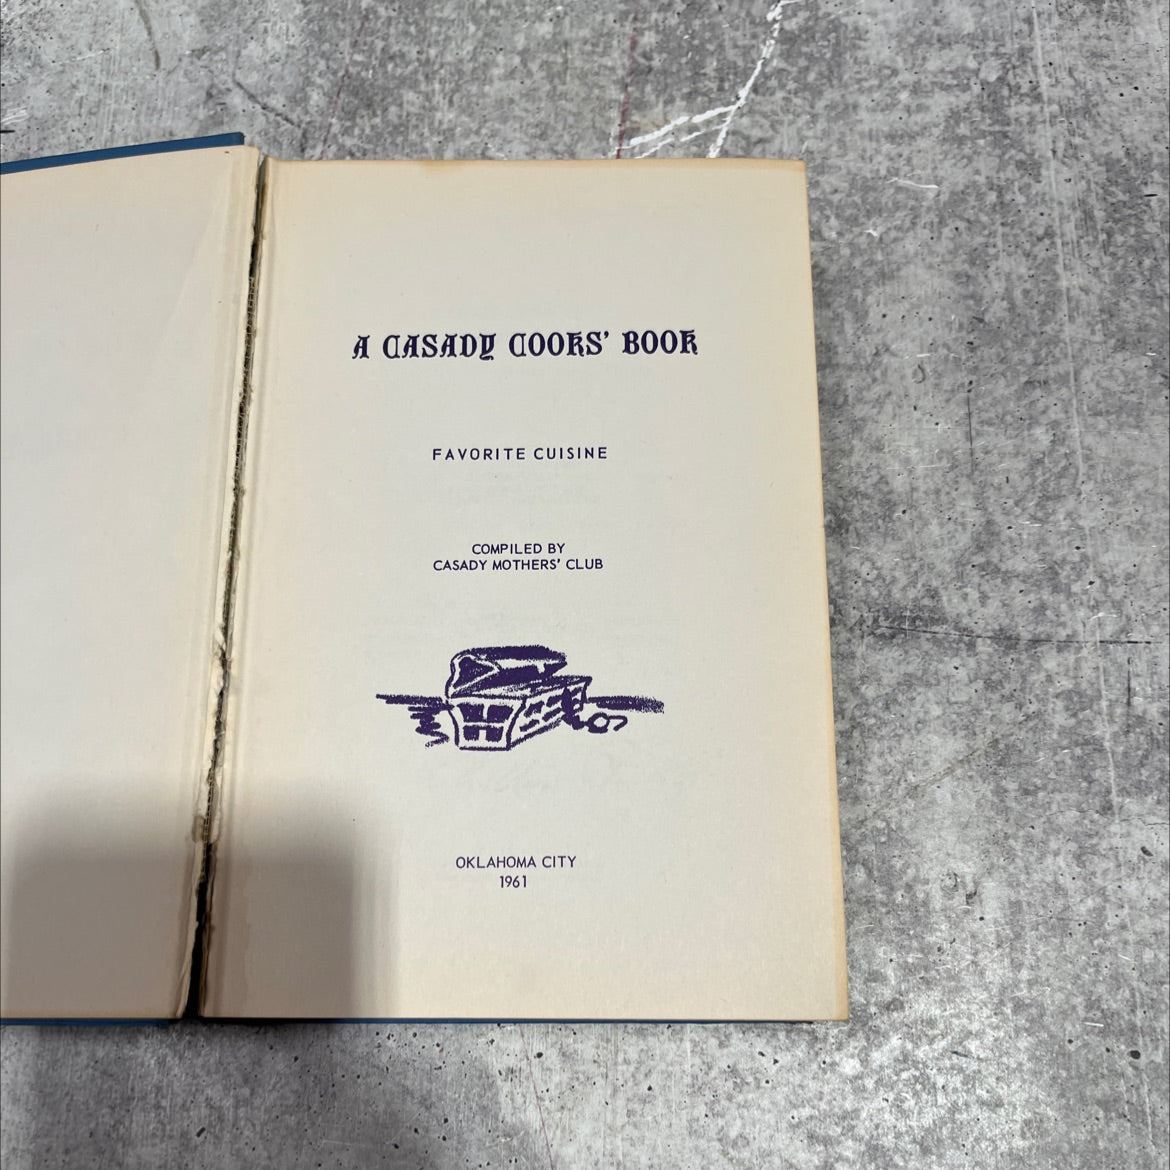 A CASADY COOKS' BOOK
FAVORITE CUISINE
COMPILED BY
CASADY MOTHERS' CLUB
OKLAHOMA CITY
1961